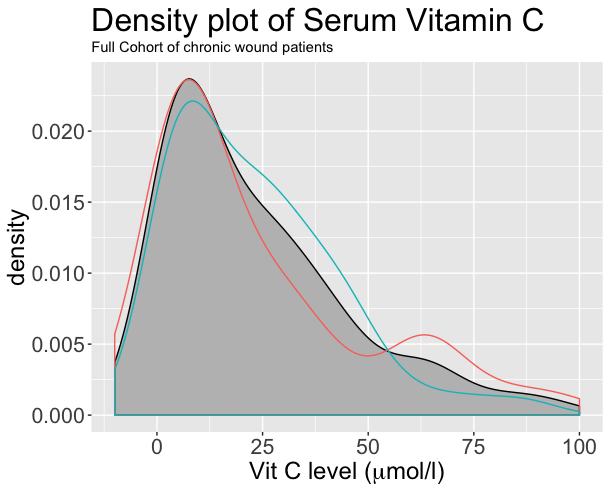 Density plot of Serum Vitamin C
Full Cohort of chronic wound patients
density
0.020
0.015
0.010
0.005
0.000
0 25 50 75 100
Vit C level (μmol/l)